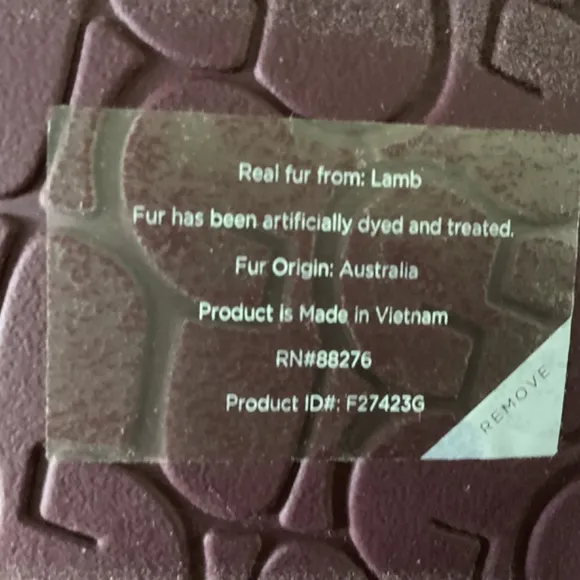 Real fur from: Lamb
Fur has been artificially dyed and treated.
Fur Origin: Australia
Product is Made in Vietnam
RN#88276
Product ID#: F27423G
REMOVE